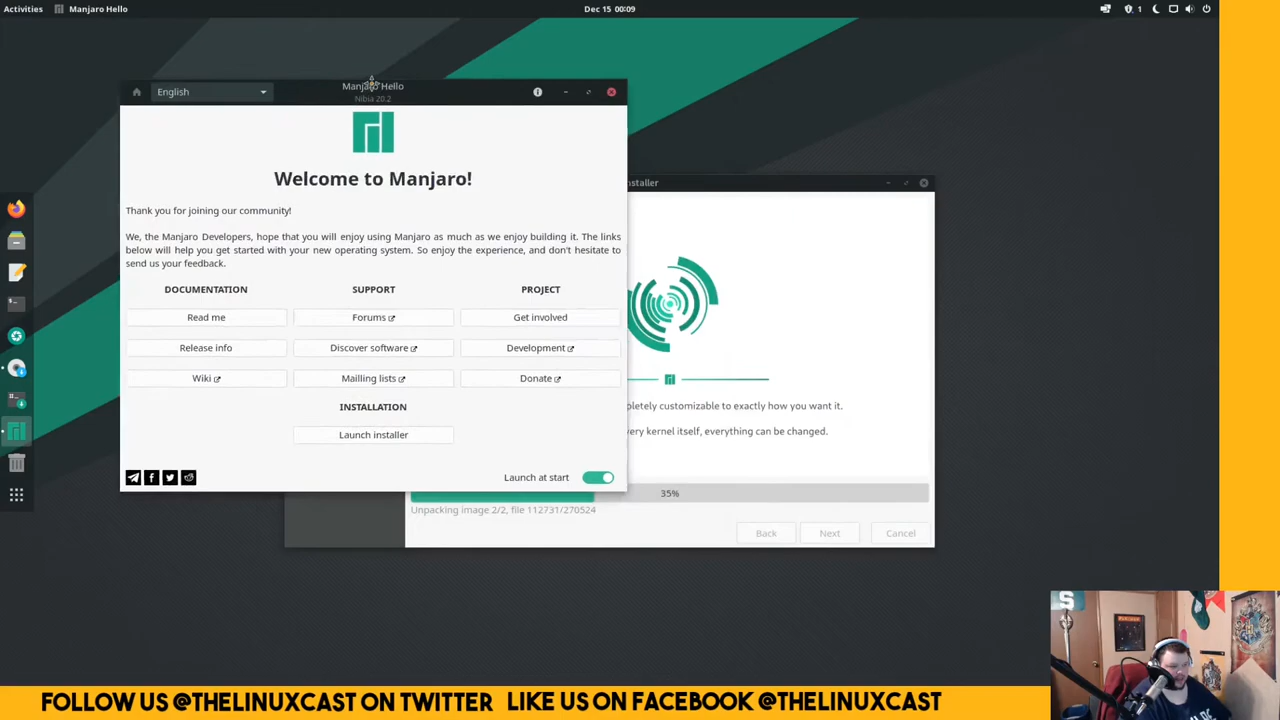 Activities
Manjaro Hello
Dec 15 00:09
1
English
Manjaro Hello
Nibia 20.2
Welcome to Manjaro!
Thank you for joining our community!
We, the Manjaro Developers, hope that you will enjoy using Manjaro as much as we enjoy building it. The links
below will help you get started with your new operating system. So enjoy the experience, and don't hesitate to
send us your feedback.
DOCUMENTATION
SUPPORT
PROJECT
Read me
Forums
Get involved
Release info
Discover software
Development
Wiki
Mailling lists
Donate
INSTALLATION
Launch installer
Launch at start
nstaller
pletely customizable to exactly how you want it.
very kernel itself, everything can be changed.
35%
Unpacking image 2/2, file 112731/270524
Back
Next
Cancel
FOLLOW US @THELINUXCAST ON TWITTER
LIKE US ON FACEBOOK @THELINUXCAST